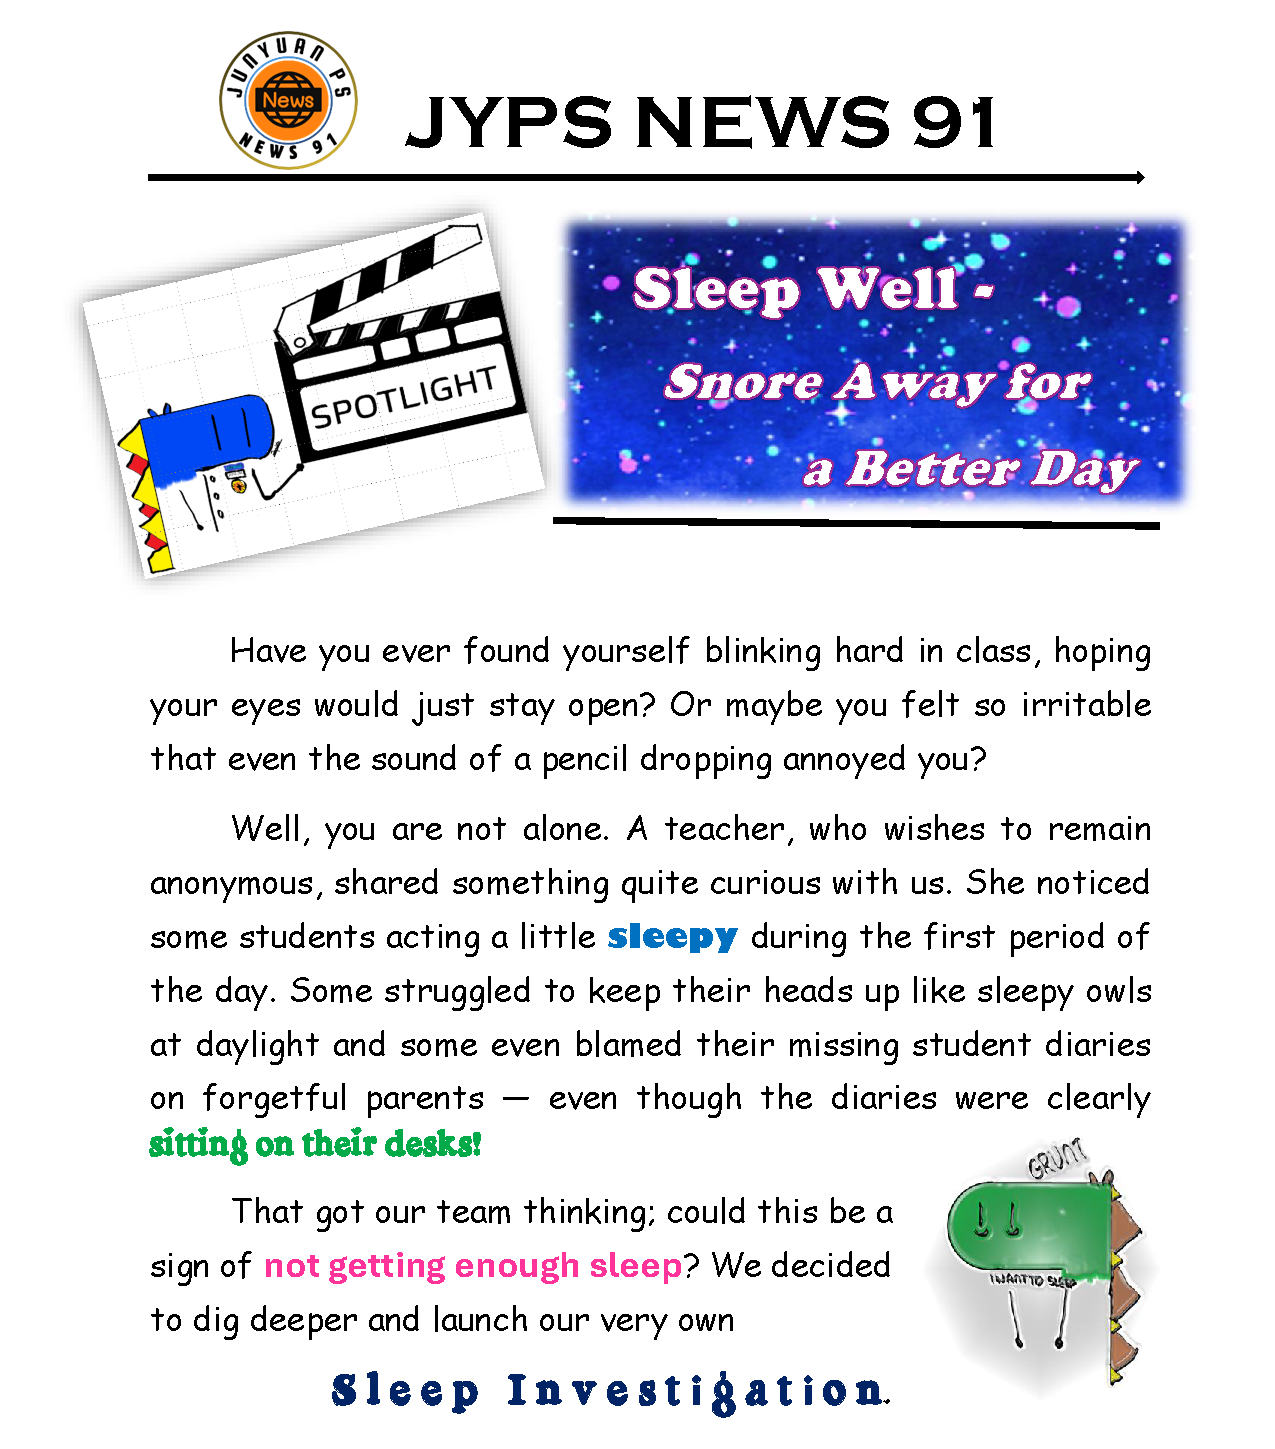 JUNYUAN PS
News
NEWS 91
JYPS NEWS 91
SPOTLIGHT
Sleep Well -
Snore Away for
a Better Day
Have you ever found yourself blinking hard in class, hoping
your eyes would just stay open? Or maybe you felt so irritable
that even the sound of a pencil dropping annoyed you?
Well, you are not alone. A teacher, who wishes to remain
anonymous, shared something quite curious with us. She noticed
some students acting a little sleepy during the first period of
the day. Some struggled to keep their heads up like sleepy owls
at daylight and some even blamed their missing student diaries
on forgetful parents — even though the diaries were clearly
sitting on their desks!
GRUNT
That got our team thinking; could this be a
sign of not getting enough sleep? We decided
to dig deeper and launch our very own
I WANT TO SLEEP
Sleep Investigation.